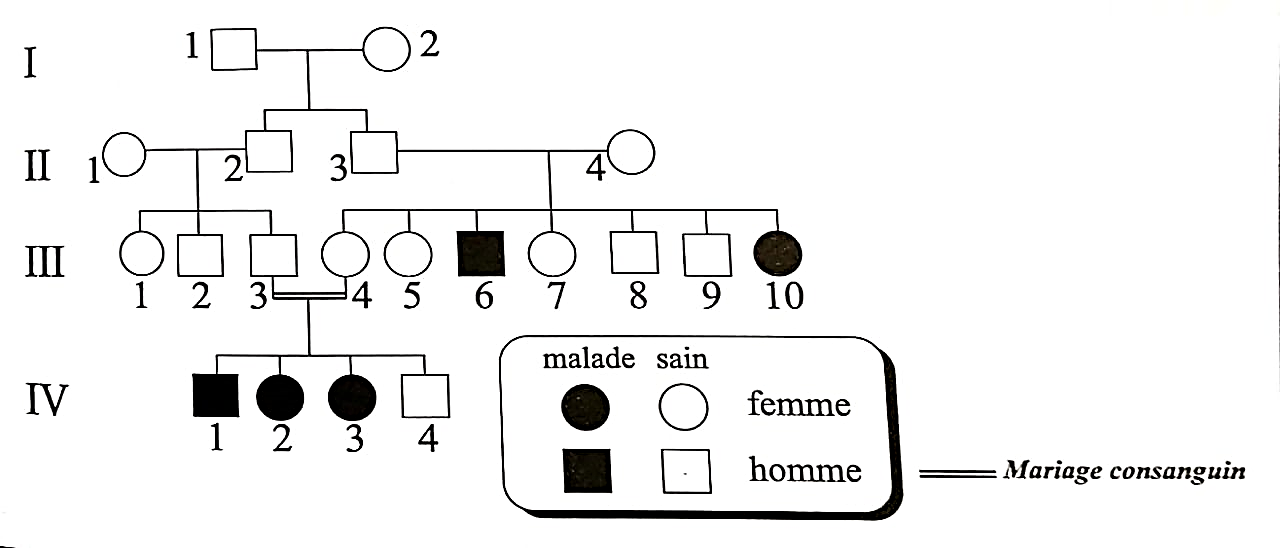 I 1 2
II 1 2 3 4
III
1 2 3 4 5 6 7 8 9 10
IV
1 2 3 4
malade sain
femme
homme
Mariage consanguin